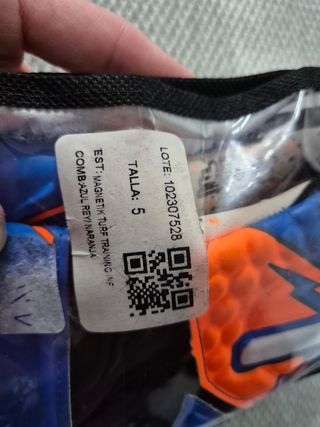 LOTE: 102307528
TALLA: 5
EST: MAGNETIK TURF TRAINING INF
COMB: AZUL REY/NARANJA